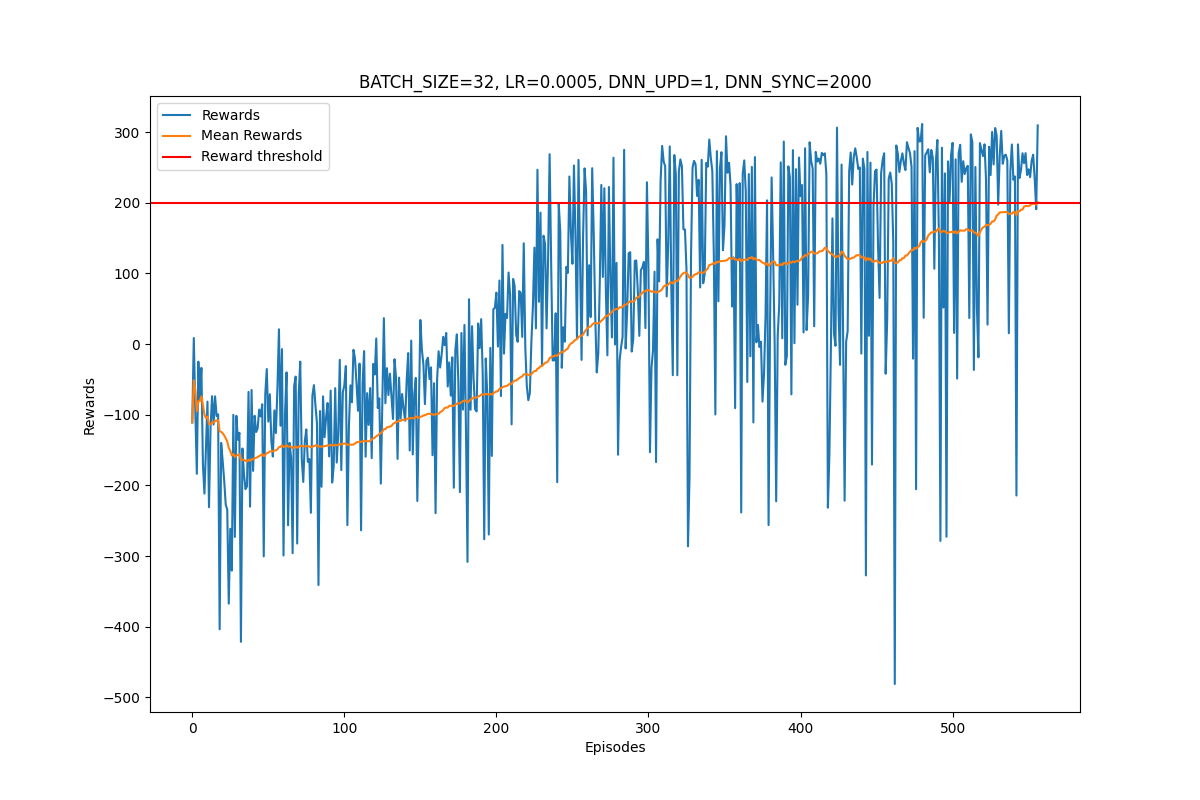 BATCH_SIZE=32, LR=0.0005, DNN_UPD=1, DNN_SYNC=2000
Rewards
Mean Rewards
Reward threshold
300
200
100
0
−100
−200
−300
−400
−500
Rewards
0 100 200 300 400 500
Episodes